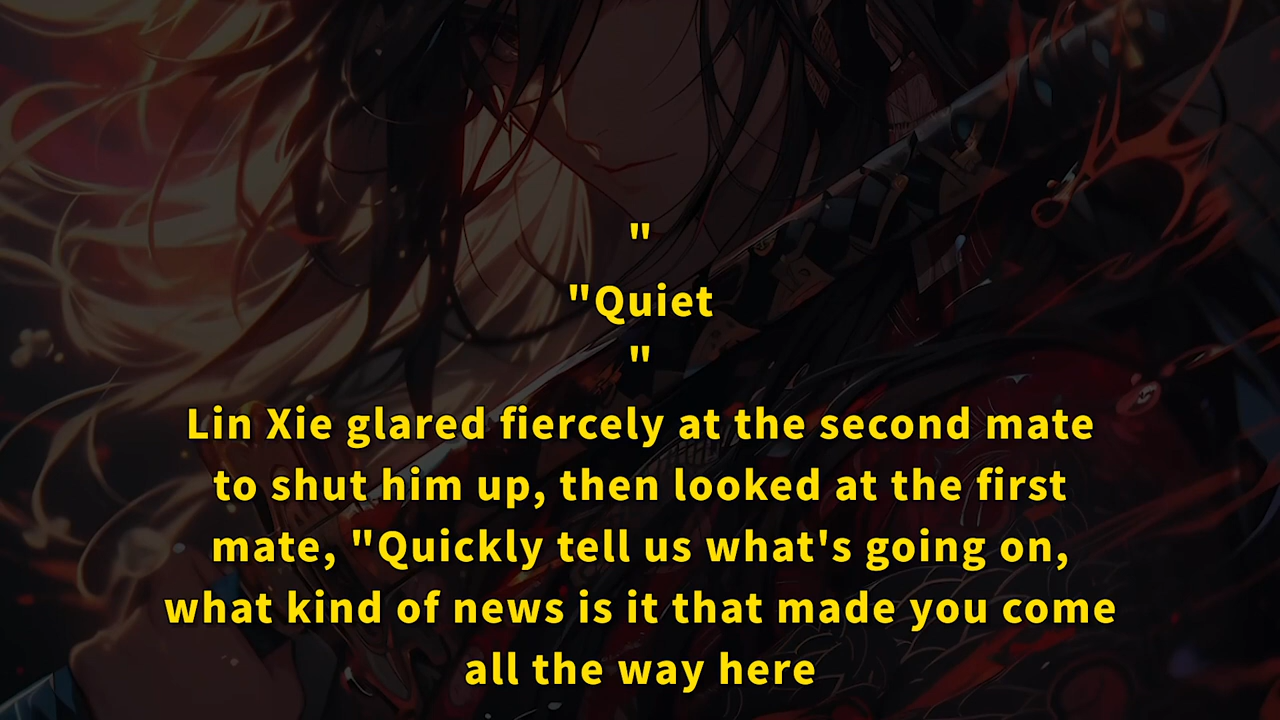 "
"Quiet
"
Lin Xie glared fiercely at the second mate
to shut him up, then looked at the first
mate, "Quickly tell us what's going on,
what kind of news is it that made you come
all the way here